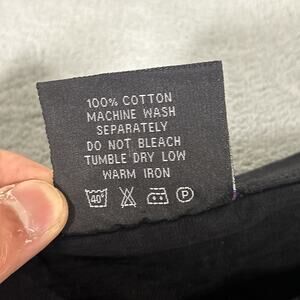 100% COTTON
MACHINE WASH
SEPARATELY
DO NOT BLEACH
TUMBLE DRY LOW
WARM IRON
40° P